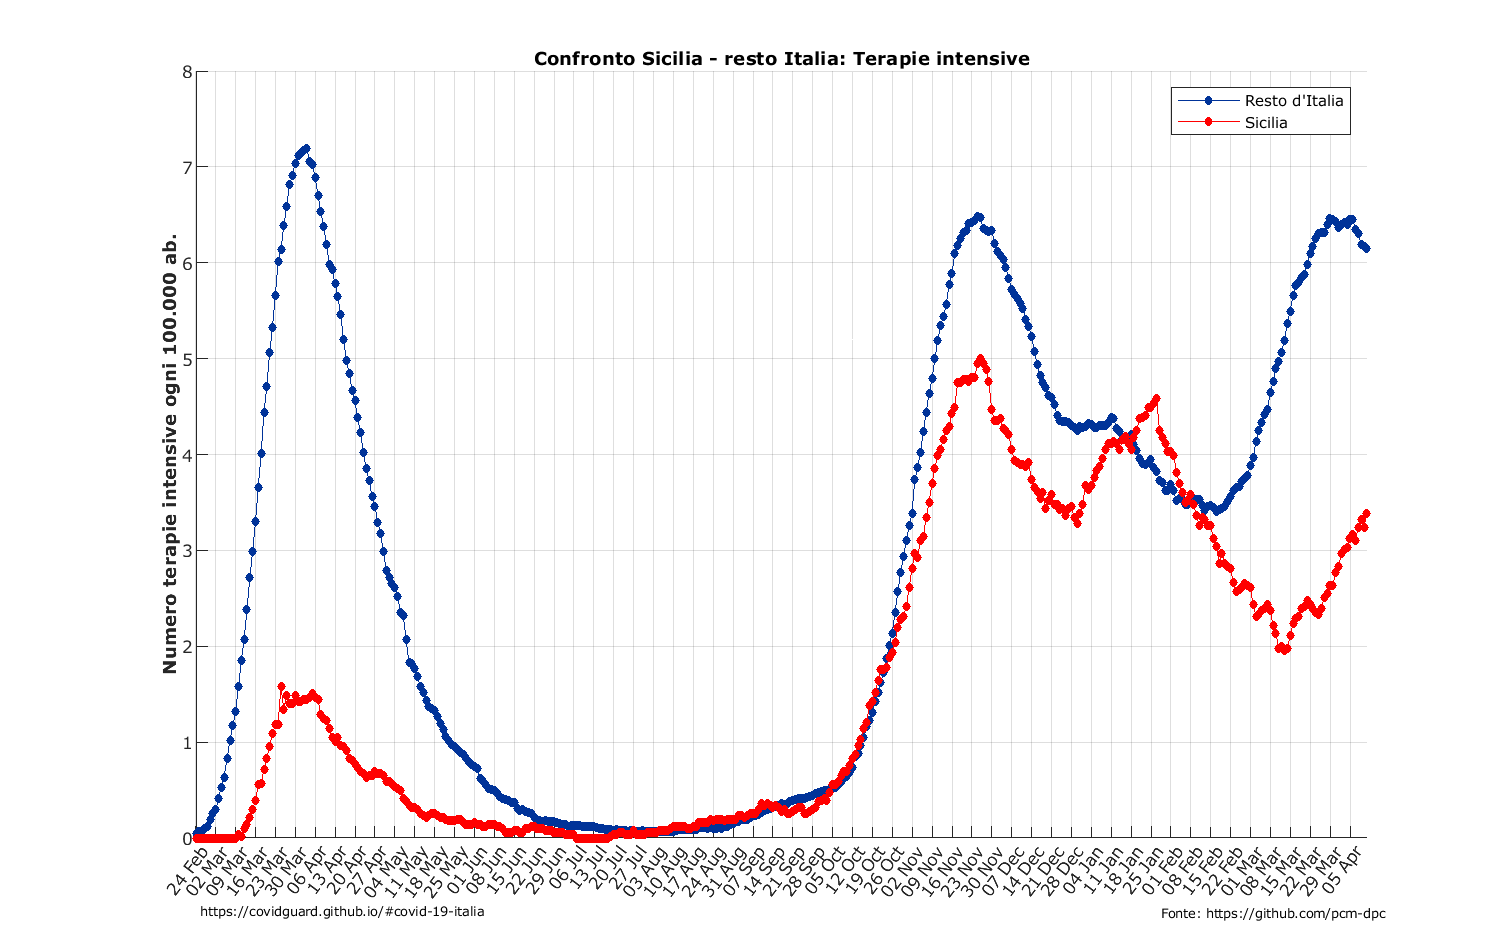 Confronto Sicilia - resto Italia: Terapie intensive
Resto d'Italia
Sicilia
Numero terapie intensive ogni 100.000 ab.
8
7
6
5
4
3
2
1
0
24 Feb
02 Mar
09 Mar
16 Mar
23 Mar
30 Mar
06 Apr
13 Apr
20 Apr
27 Apr
04 May
11 May
18 May
25 May
01 Jun
08 Jun
15 Jun
22 Jun
29 Jun
06 Jul
13 Jul
20 Jul
27 Jul
03 Aug
10 Aug
17 Aug
24 Aug
31 Aug
07 Sep
14 Sep
21 Sep
28 Sep
05 Oct
12 Oct
19 Oct
26 Oct
02 Nov
09 Nov
16 Nov
23 Nov
30 Nov
07 Dec
14 Dec
21 Dec
28 Dec
04 Jan
11 Jan
18 Jan
25 Jan
01 Feb
08 Feb
15 Feb
22 Feb
01 Mar
08 Mar
15 Mar
22 Mar
29 Mar
05 Apr
https://covidguard.github.io/#covid-19-italia
Fonte: https://github.com/pcm-dpc